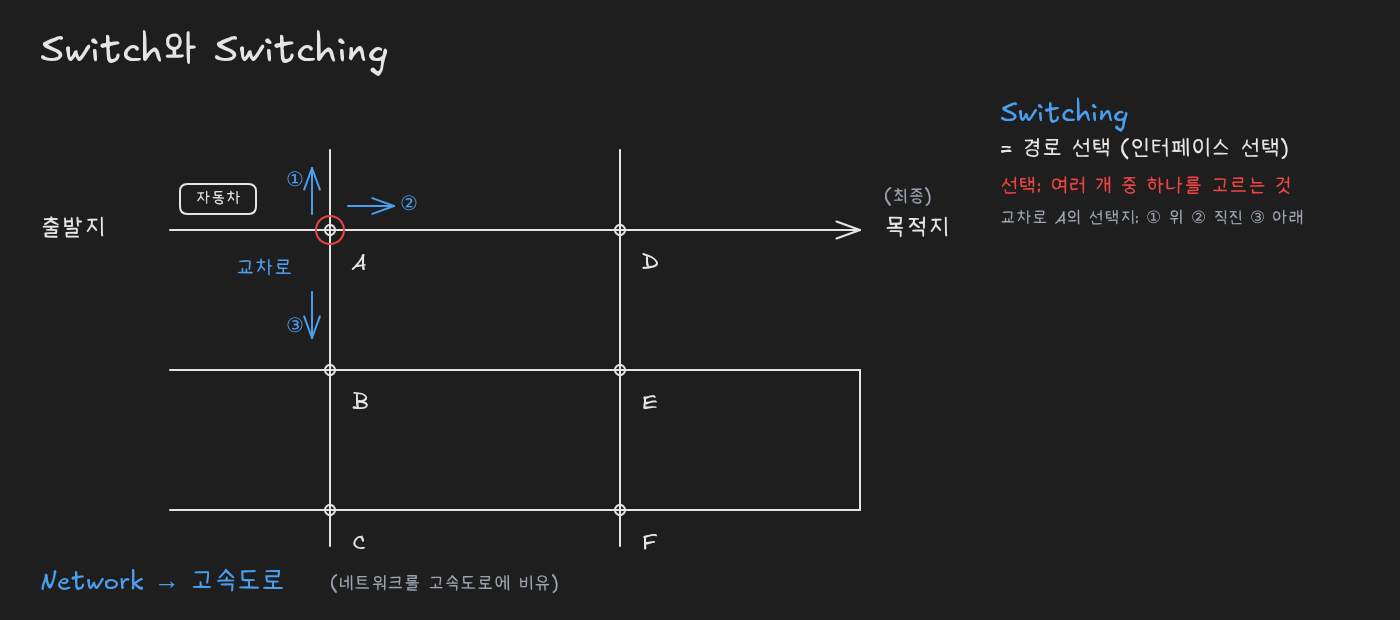 Switch와 Switching
Switching
= 경로 선택 (인터페이스 선택)
선택: 여러 개 중 하나를 고르는 것
교차로 A의 선택지: ① 위 ② 직진 ③ 아래
①
자동차
②
(최종)
출발지
목적지
교차로
A
D
③
B
E
C
F
Network → 고속도로
(네트워크를 고속도로에 비유)